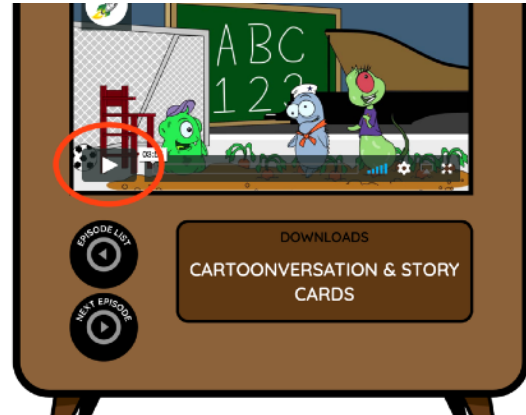 ABC
123
EPISODE LIST
DOWNLOADS
CARTOONVERSATION & STORY
CARDS
NEXT EPISODE